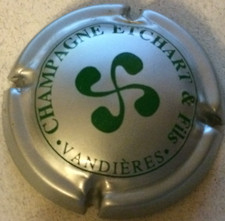 CHAMPAGNE ETCHART & Fils
• VANDIÈRES •